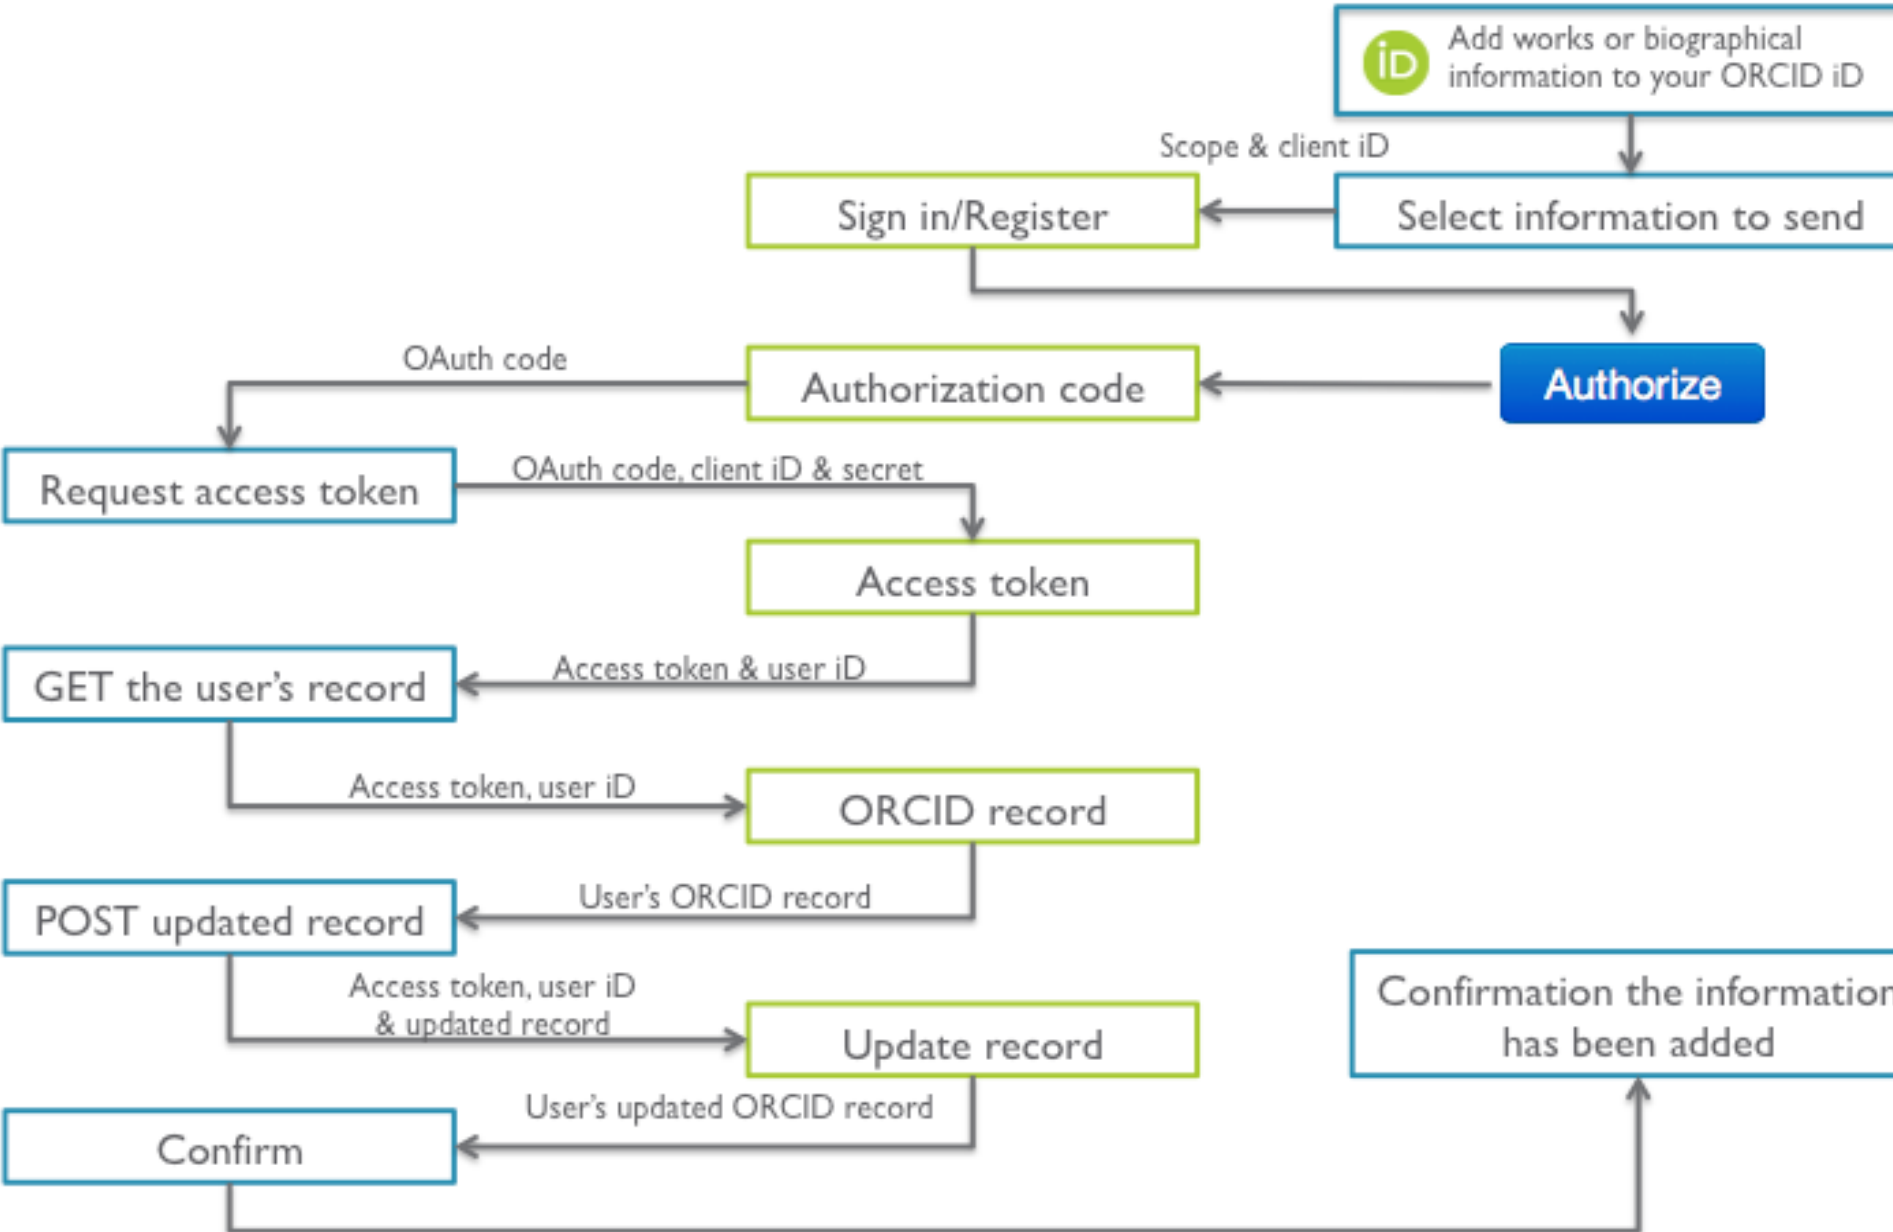 iD
Add works or biographical
information to your ORCID iD
Scope & client iD
Sign in/Register
Select information to send
OAuth code
Authorization code
Authorize
Request access token
OAuth code, client iD & secret
Access token
GET the user's record
Access token & user iD
Access token, user iD
ORCID record
POST updated record
User's ORCID record
Access token, user iD
& updated record
Update record
Confirmation the information
has been added
User's updated ORCID record
Confirm